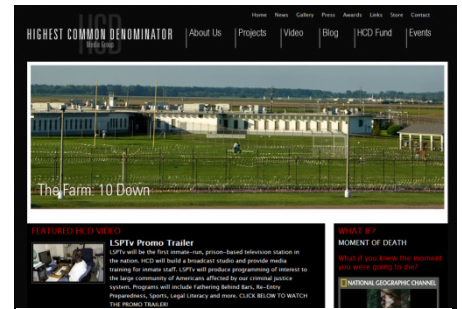 Home News Gallery Press Awards Links Store Contact
HCD
HIGHEST COMMON DENOMINATOR
Media Group
About Us Projects Video Blog HCD Fund Events
The Farm: 10 Down
FEATURED HCD VIDEO
LSPTv Promo Trailer
LSPTv will be the first inmate-run, prison-based television station in
the nation. HCD will build a broadcast studio and provide media
training for inmate staff. LSPTv will produce programming of interest to
the large community of Americans affected by our criminal justice
system. Programs will include Fathering Behind Bars, Re-Entry
Preparedness, Sports, Legal Literacy and more. CLICK BELOW TO WATCH
THE PROMO TRAILER!
WHAT IF?
MOMENT OF DEATH
What if you knew the moment
you were going to die?
NATIONAL GEOGRAPHIC CHANNEL